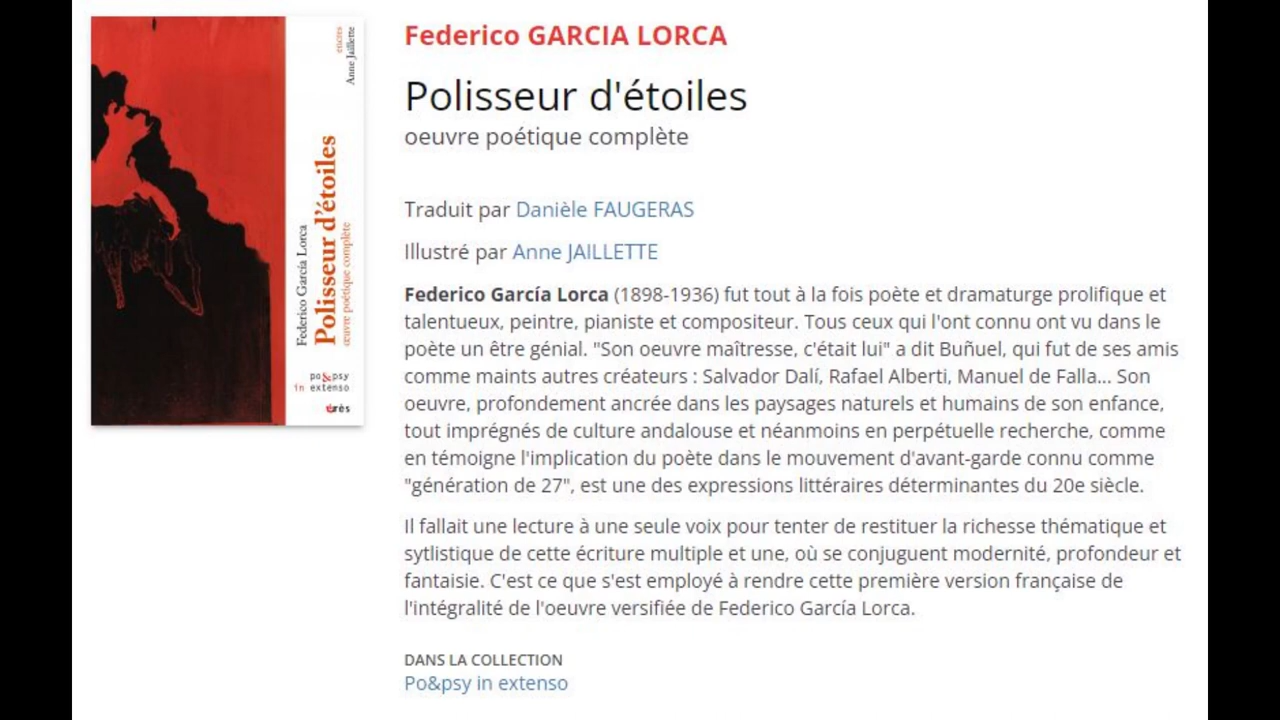 encres
Anne Jaillette
Federico García Lorca
Polisseur d'étoiles
œuvre poétique complète
po&psy
in extenso
érès
Federico GARCIA LORCA
Polisseur d'étoiles
oeuvre poétique complète
Traduit par Danièle FAUGERAS
Illustré par Anne JAILLETTE
Federico García Lorca (1898-1936) fut tout à la fois poète et dramaturge prolifique et
talentueux, peintre, pianiste et compositeur. Tous ceux qui l'ont connu ont vu dans le
poète un être génial. "Son oeuvre maîtresse, c'était lui" a dit Buñuel, qui fut de ses amis
comme maints autres créateurs : Salvador Dalí, Rafael Alberti, Manuel de Falla... Son
oeuvre, profondement ancrée dans les paysages naturels et humains de son enfance,
tout imprégnés de culture andalouse et néanmoins en perpétuelle recherche, comme
en témoigne l'implication du poète dans le mouvement d'avant-garde connu comme
"génération de 27", est une des expressions littéraires déterminantes du 20e siècle.
Il fallait une lecture à une seule voix pour tenter de restituer la richesse thématique et
sytlistique de cette écriture multiple et une, où se conjuguent modernité, profondeur et
fantaisie. C'est ce que s'est employé à rendre cette première version française de
l'intégralité de l'oeuvre versifiée de Federico García Lorca.
DANS LA COLLECTION
Po&psy in extenso